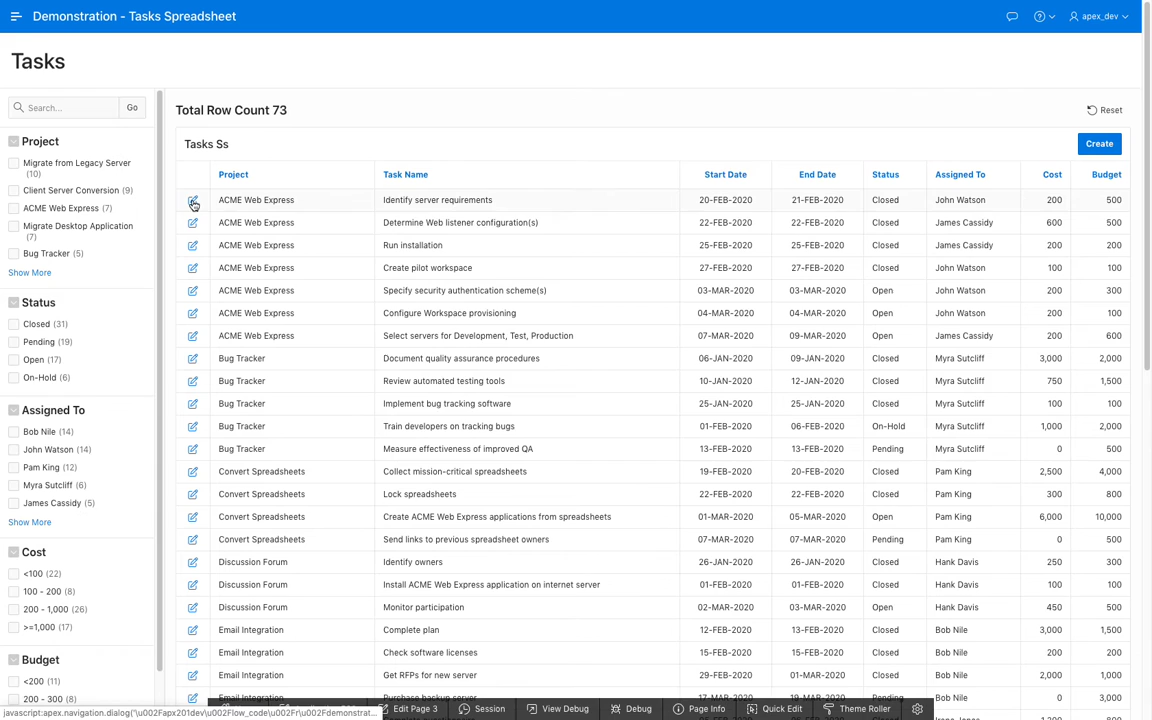 Demonstration - Tasks Spreadsheet
apex_dev
Tasks
Search...
Go
Project
Migrate from Legacy Server
(10)
Client Server Conversion (9)
ACME Web Express (7)
Migrate Desktop Application
(7)
Bug Tracker (5)
Show More
Status
Closed (31)
Pending (19)
Open (17)
On-Hold (6)
Assigned To
Bob Nile (14)
John Watson (14)
Pam King (12)
Myra Sutcliff (6)
James Cassidy (5)
Show More
Cost
<100 (22)
100 - 200 (8)
200 - 1,000 (26)
>=1,000 (17)
Budget
<200 (11)
200 - 300 (8)
Total Row Count 73
Reset
Tasks Ss
Create
Project Task Name Start Date End Date Status Assigned To Cost Budget
ACME Web Express Identify server requirements 20-FEB-2020 21-FEB-2020 Closed John Watson 200 500
ACME Web Express Determine Web listener configuration(s) 22-FEB-2020 22-FEB-2020 Closed James Cassidy 600 500
ACME Web Express Run installation 25-FEB-2020 25-FEB-2020 Closed James Cassidy 200 200
ACME Web Express Create pilot workspace 27-FEB-2020 27-FEB-2020 Closed John Watson 100 100
ACME Web Express Specify security authentication scheme(s) 03-MAR-2020 03-MAR-2020 Open John Watson 200 300
ACME Web Express Configure Workspace provisioning 04-MAR-2020 04-MAR-2020 Open John Watson 200 100
ACME Web Express Select servers for Development, Test, Production 07-MAR-2020 09-MAR-2020 Open James Cassidy 200 600
Bug Tracker Document quality assurance procedures 06-JAN-2020 09-JAN-2020 Closed Myra Sutcliff 3,000 2,000
Bug Tracker Review automated testing tools 10-JAN-2020 12-JAN-2020 Closed Myra Sutcliff 750 1,500
Bug Tracker Implement bug tracking software 25-JAN-2020 25-JAN-2020 Closed Myra Sutcliff 100 100
Bug Tracker Train developers on tracking bugs 01-FEB-2020 06-FEB-2020 On-Hold Myra Sutcliff 1,000 2,000
Bug Tracker Measure effectiveness of improved QA 13-FEB-2020 13-FEB-2020 Pending Myra Sutcliff 0 500
Convert Spreadsheets Collect mission-critical spreadsheets 19-FEB-2020 20-FEB-2020 Closed Pam King 2,500 4,000
Convert Spreadsheets Lock spreadsheets 22-FEB-2020 22-FEB-2020 Closed Pam King 300 800
Convert Spreadsheets Create ACME Web Express applications from spreadsheets 01-MAR-2020 05-MAR-2020 Open Pam King 6,000 10,000
Convert Spreadsheets Send links to previous spreadsheet owners 07-MAR-2020 07-MAR-2020 Pending Pam King 0 500
Discussion Forum Identify owners 26-JAN-2020 26-JAN-2020 Closed Hank Davis 250 300
Discussion Forum Install ACME Web Express application on internet server 01-FEB-2020 01-FEB-2020 Closed Hank Davis 100 100
Discussion Forum Monitor participation 02-MAR-2020 03-MAR-2020 Open Hank Davis 450 500
Email Integration Complete plan 12-FEB-2020 13-FEB-2020 Closed Bob Nile 3,000 1,500
Email Integration Check software licenses 15-FEB-2020 15-FEB-2020 Closed Bob Nile 200 200
Email Integration Get RFPs for new server 29-FEB-2020 01-MAR-2020 Closed Bob Nile 2,000 1,000
Email Integration Purchase backup server 17-MAR-2020 19-MAR-2020 Pending Bob Nile 0 3,000
javascript:apex.navigation.dialog("\u002Fapx201dev\u002Flow_code\u002Fr\u002Fdemonstrat...
Edit Page 3 Session View Debug Debug Page Info Quick Edit Theme Roller